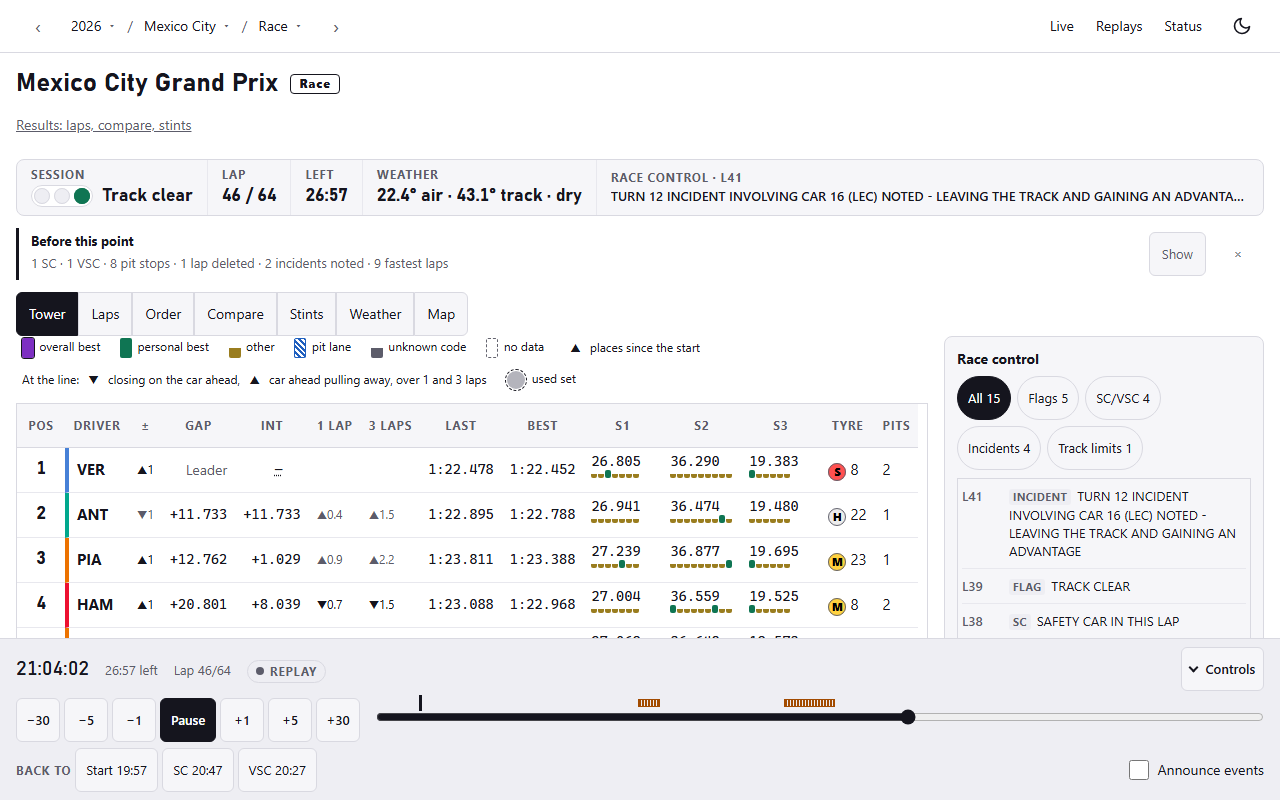 ‹ 2026 / Mexico City / Race ›
Live Replays Status
Mexico City Grand Prix Race
Results: laps, compare, stints
SESSION LAP LEFT WEATHER RACE CONTROL · L41
Track clear 46 / 64 26:57 22.4° air · 43.1° track · dry TURN 12 INCIDENT INVOLVING CAR 16 (LEC) NOTED - LEAVING THE TRACK AND GAINING AN ADVANTA...
Before this point
1 SC · 1 VSC · 8 pit stops · 1 lap deleted · 2 incidents noted · 9 fastest laps
Show ×
Tower Laps Order Compare Stints Weather Map
overall best personal best other pit lane unknown code no data ▲ places since the start
At the line: ▼ closing on the car ahead, ▲ car ahead pulling away, over 1 and 3 laps used set
POS DRIVER ± GAP INT 1 LAP 3 LAPS LAST BEST S1 S2 S3 TYRE PITS
1 VER ▲1 Leader – 1:22.478 1:22.452 26.805 36.290 19.383 S 8 2
2 ANT ▼1 +11.733 +11.733 ▲0.4 ▲1.5 1:22.895 1:22.788 26.941 36.474 19.480 H 22 1
3 PIA ▲1 +12.762 +1.029 ▲0.9 ▲2.2 1:23.811 1:23.388 27.239 36.877 19.695 M 23 1
4 HAM ▲1 +20.801 +8.039 ▼0.7 ▼1.5 1:23.088 1:22.968 27.004 36.559 19.525 M 8 2
Race control
All 15 Flags 5 SC/VSC 4
Incidents 4 Track limits 1
L41 INCIDENT TURN 12 INCIDENT
INVOLVING CAR 16 (LEC) NOTED -
LEAVING THE TRACK AND GAINING AN
ADVANTAGE
L39 FLAG TRACK CLEAR
L38 SC SAFETY CAR IN THIS LAP
21:04:02 26:57 left Lap 46/64 REPLAY
Controls
−30 −5 −1 Pause +1 +5 +30
BACK TO Start 19:57 SC 20:47 VSC 20:27
Announce events